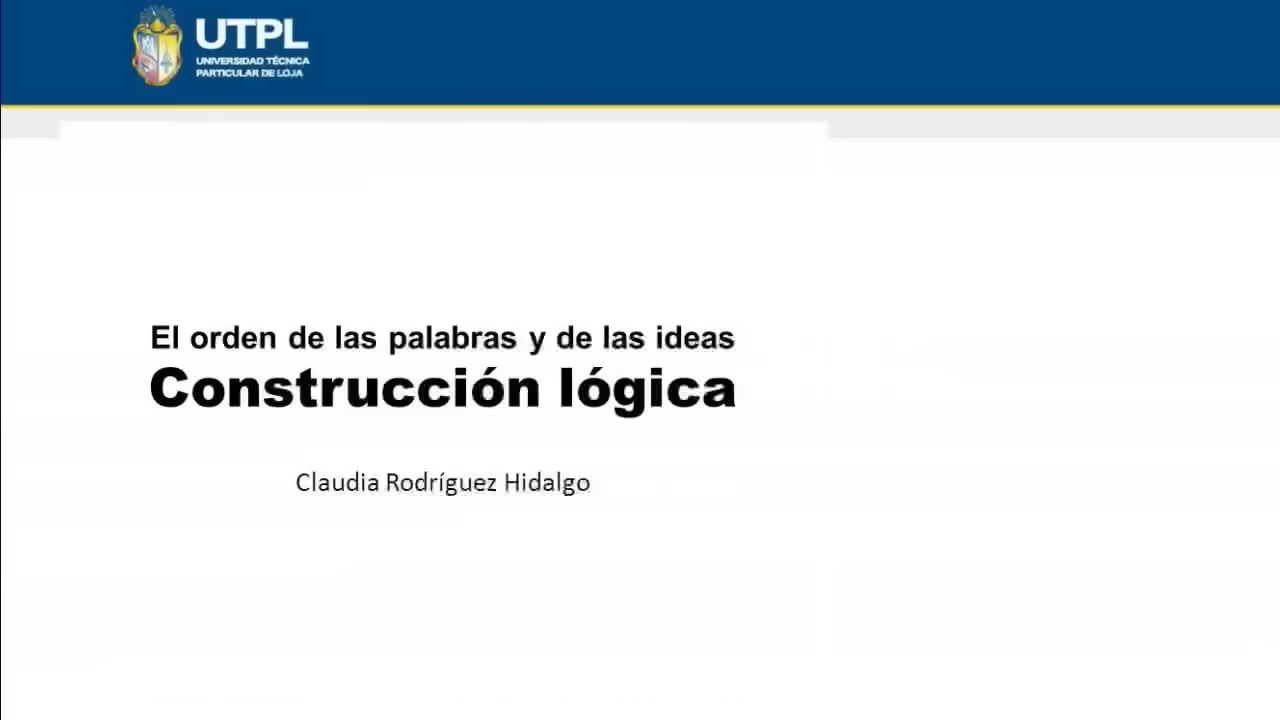 UTPL
UNIVERSIDAD TÉCNICA
PARTICULAR DE LOJA
El orden de las palabras y de las ideas
Construcción lógica
Claudia Rodríguez Hidalgo